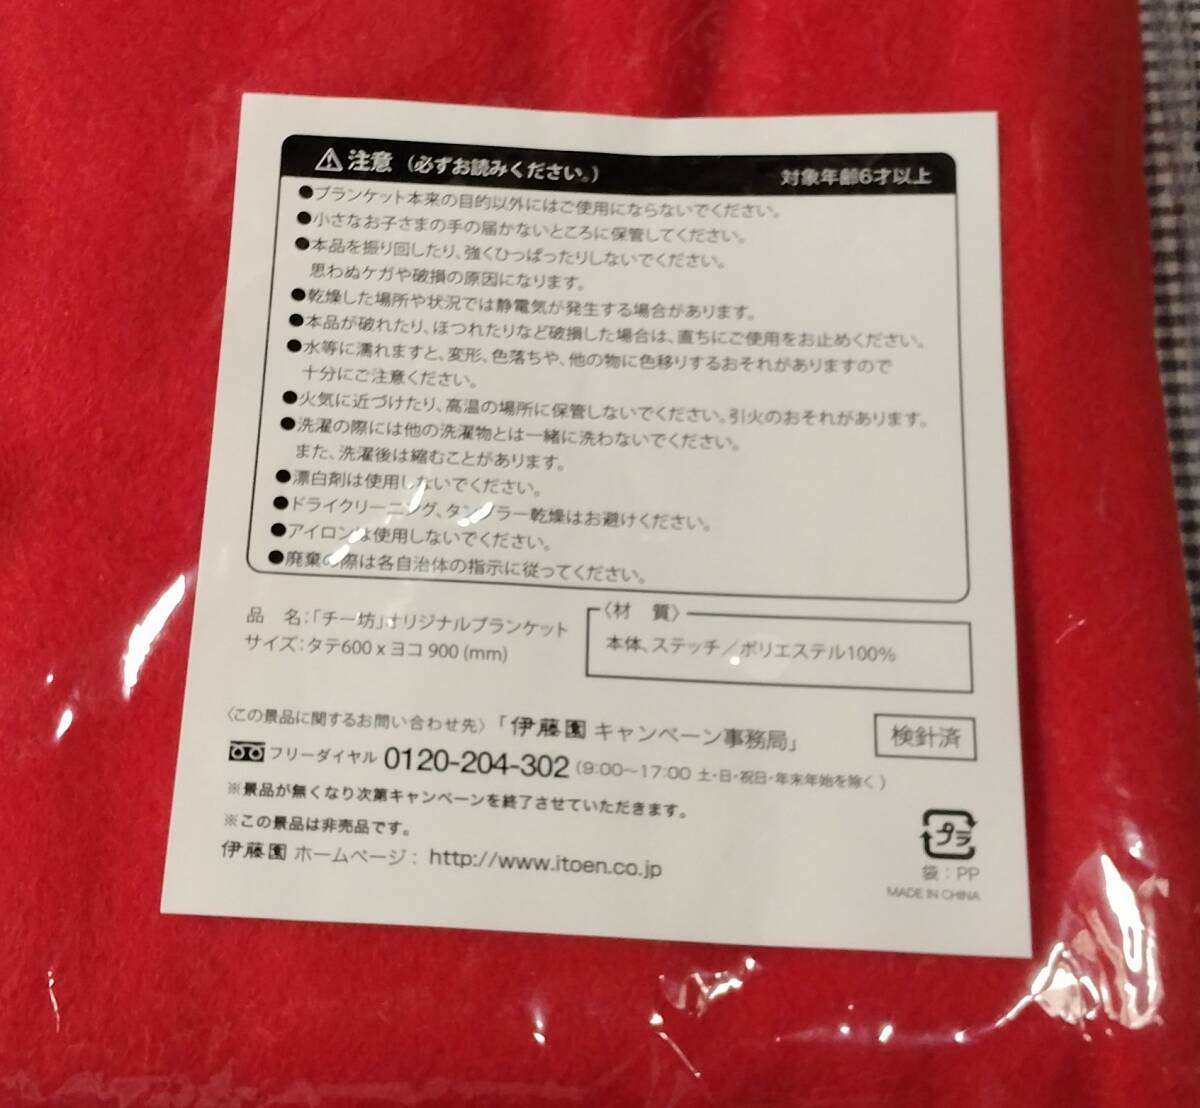 注意（必ずお読みください。） 対象年齢6才以上
●ブランケット本来の目的以外にはご使用にならないでください。
●小さなお子さまの手の届かないところに保管してください。
●本品を振り回したり、強くひっぱったりしないでください。
思わぬケガや破損の原因になります。
●乾燥した場所や状況では静電気が発生する場合があります。
●本品が破れたり、ほつれたりなど破損した場合は、直ちにご使用をお止めください。
●水等に濡れますと、変形、色落ちや、他の物に色移りするおそれがありますので
十分にご注意ください。
●火気に近づけたり、高温の場所に保管しないでください。引火のおそれがあります。
●洗濯の際には他の洗濯物とは一緒に洗わないでください。
また、洗濯後は縮むことがあります。
●漂白剤は使用しないでください。
●ドライクリーニング、タンブラー乾燥はお避けください。
●アイロンは使用しないでください。
●廃棄の際は各自治体の指示に従ってください。
品 名：「チー坊」オリジナルブランケット
サイズ：タテ600 x ヨコ 900 (mm)
〈材 質〉
本体、ステッチ／ポリエステル100%
〈この景品に関するお問い合わせ先〉「伊藤園 キャンペーン事務局」
フリーダイヤル 0120-204-302（9:00〜17:00 土・日・祝日・年末年始を除く）
検針済
※景品が無くなり次第キャンペーンを終了させていただきます。
※この景品は非売品です。
伊藤園 ホームページ： http://www.itoen.co.jp
プラ
袋：PP
MADE IN CHINA